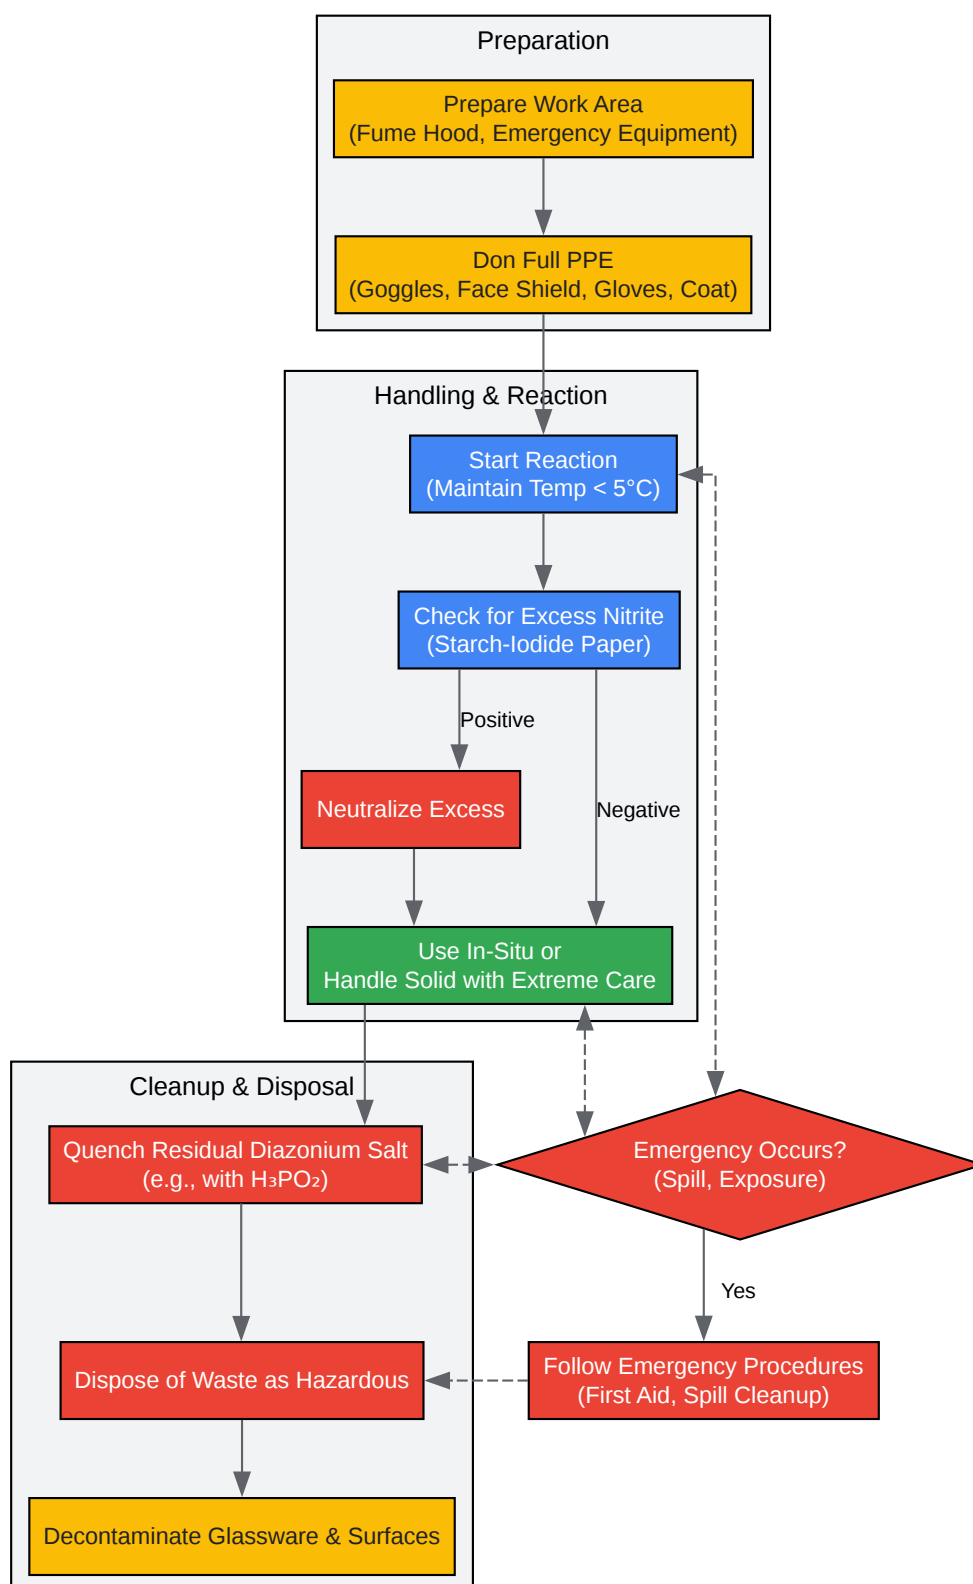 Preparation
Prepare Work Area
(Fume Hood, Emergency Equipment)
Don Full PPE
(Goggles, Face Shield, Gloves, Coat)
Handling & Reaction
Start Reaction
(Maintain Temp < 5°C)
Check for Excess Nitrite
(Starch-Iodide Paper)
Positive
Neutralize Excess
Negative
Use In-Situ or
Handle Solid with Extreme Care
Cleanup & Disposal
Quench Residual Diazonium Salt
(e.g., with H₃PO₂)
Emergency Occurs?
(Spill, Exposure)
Yes
Dispose of Waste as Hazardous
Follow Emergency Procedures
(First Aid, Spill Cleanup)
Decontaminate Glassware & Surfaces